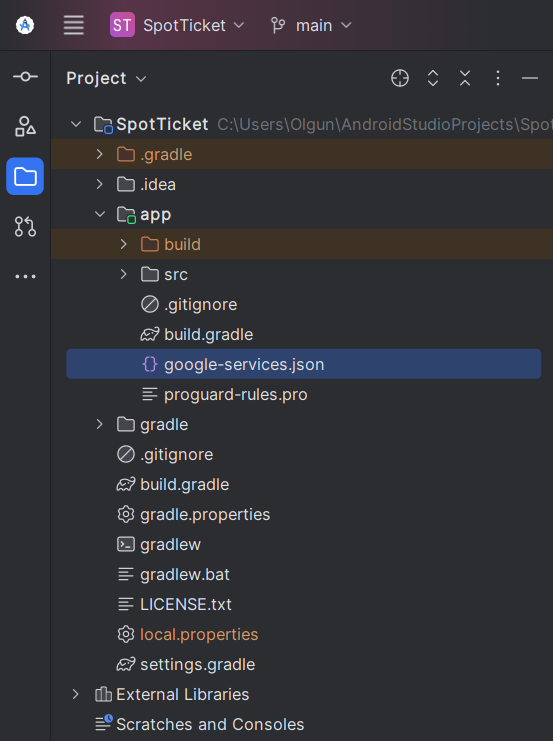 ST SpotTicket main
Project
SpotTicket C:\Users\Olgun\AndroidStudioProjects\Spot
.gradle
.idea
app
build
src
.gitignore
build.gradle
google-services.json
proguard-rules.pro
gradle
.gitignore
build.gradle
gradle.properties
gradlew
gradlew.bat
LICENSE.txt
local.properties
settings.gradle
External Libraries
Scratches and Consoles